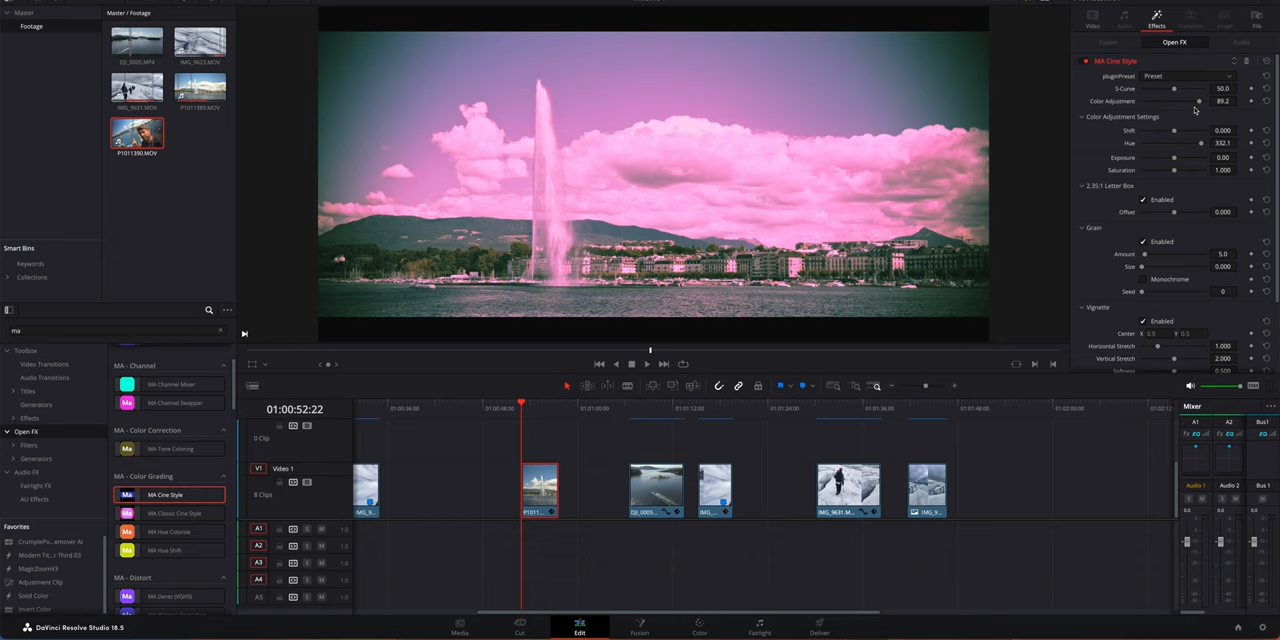 Master
Footage
Master / Footage
DJI_0005.MP4
IMG_9623.MOV
IMG_9631.MOV
P1011389.MOV
P1011390.MOV
Smart Bins
Keywords
Collections
ma
Toolbox
Video Transitions
Audio Transitions
Titles
Generators
Effects
Open FX
Filters
Generators
Audio FX
Fairlight FX
AU Effects
Favorites
CrumplePo...emover AI
Modern Tit...r Third 03
MagicZoomV3
Adjustment Clip
Solid Color
Invert Color
MA - Channel
MA Channel Mixer
MA Channel Swapper
MA - Color Correction
MA Tone Coloring
MA - Color Grading
MA Cine Style
MA Classic Cine Style
MA Hue Colorize
MA Hue Shift
MA - Distort
MA Derez (VGHS)
Video
Audio
Effects
Transition
Image
File
Fusion
Open FX
Audio
MA Cine Style
pluginPreset
Preset
S-Curve
50.0
Color Adjustment
89.2
Color Adjustment Settings
Shift
0.000
Hue
332.1
Exposure
0.00
Saturation
1.000
2.35:1 Letter Box
Enabled
Offset
0.000
Grain
Enabled
Amount
5.0
Size
0.000
Monochrome
Seed
0
Vignette
Enabled
Center
X 0.5 Y 0.5
Horizontal Stretch
1.000
Vertical Stretch
2.000
Softness
0.500
01:00:52:22
01:00:36:00
01:00:48:00
01:01:00:00
01:01:12:00
01:01:24:00
01:01:36:00
01:01:48:00
01:02:00:00
01:02:12
0 Clip
V1 Video 1
8 Clips
IMG_9...
P1011...
DJI_0005...
IMG_...
IMG_9631.M...
IMG_9...
A1 S M 1.0
A2 S M 1.0
A3 S M 1.0
A4 S M 1.0
A5 S M 1.0
DIM
Mixer
A1
A2
Bus1
FX EQ
FX EQ
EQ
Audio 1
Audio 2
Bus 1
S M
S M
M
0.0
0.0
0.0
DaVinci Resolve Studio 18.5
Media
Cut
Edit
Fusion
Color
Fairlight
Deliver